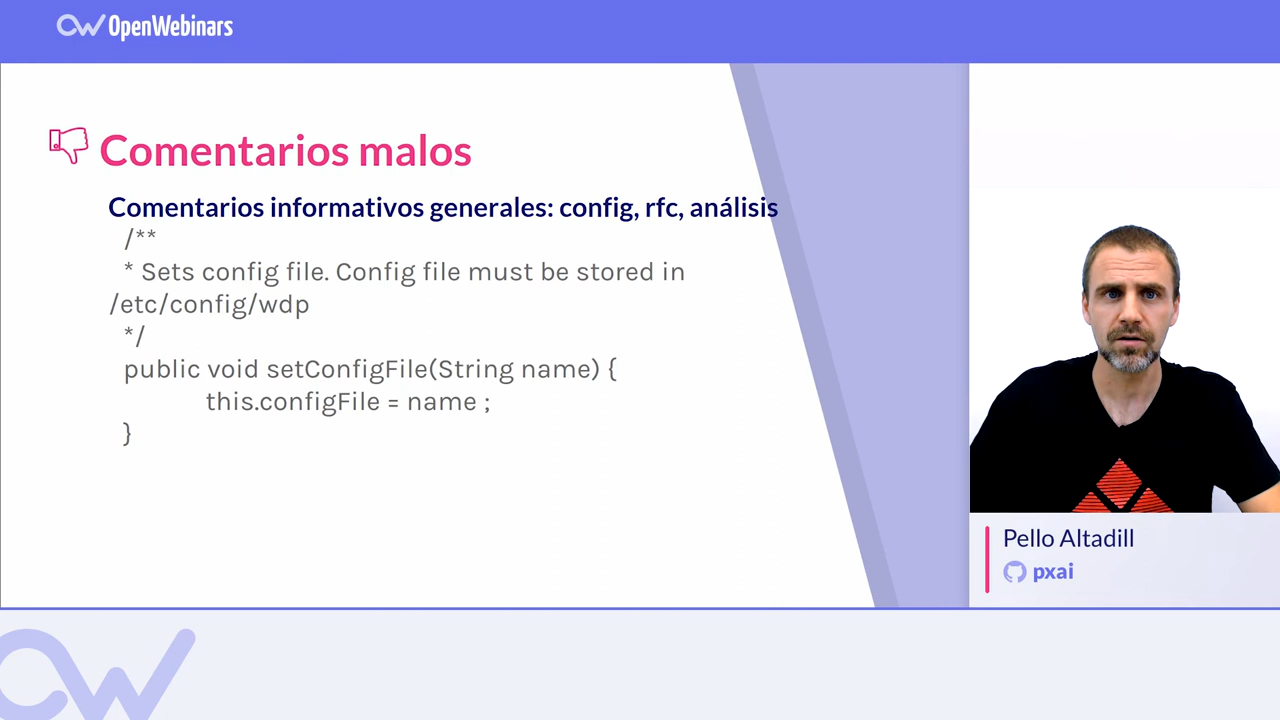 OpenWebinars
Comentarios malos
Comentarios informativos generales: config, rfc, análisis
/**
* Sets config file. Config file must be stored in
/etc/config/wdp
*/
public void setConfigFile(String name) {
this.configFile = name ;
}
Pello Altadill
pxai